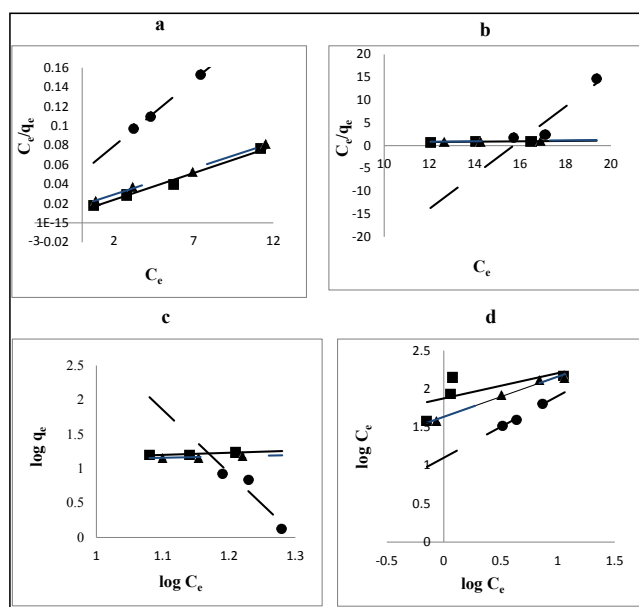 a
0.16
0.14
0.12
0.1
0.08
0.06
0.04
0.02
1E-15
-0.02
-3
2
7
12
Ce/qe
Ce
b
20
15
10
5
0
-5
-10
-15
-20
10 12 14 16 18 20
Ce/qe
Ce
c
2.5
2
1.5
1
0.5
0
1 1.1 1.2 1.3
log qe
log Ce
d
2.5
2
1.5
1
0.5
0
-0.5 0 0.5 1 1.5
log Ce
log Ce